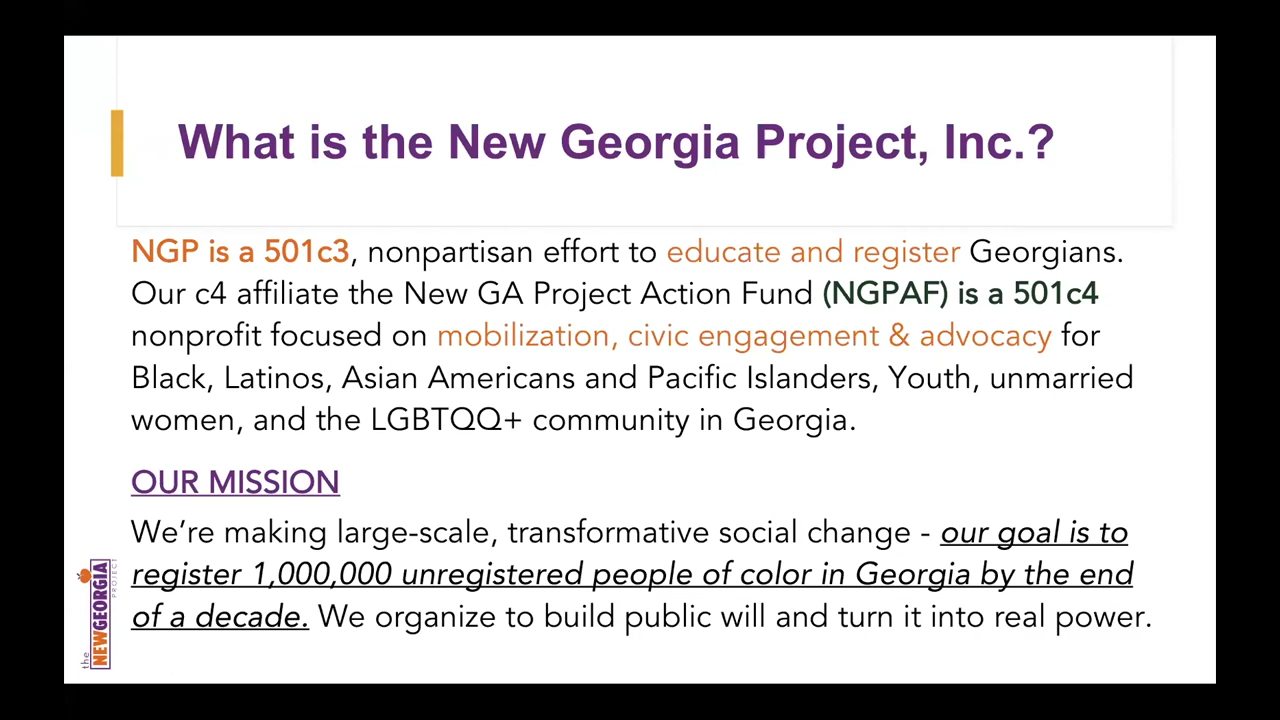 What is the New Georgia Project, Inc.?
NGP is a 501c3, nonpartisan effort to educate and register Georgians.
Our c4 affiliate the New GA Project Action Fund (NGPAF) is a 501c4
nonprofit focused on mobilization, civic engagement & advocacy for
Black, Latinos, Asian Americans and Pacific Islanders, Youth, unmarried
women, and the LGBTQQ+ community in Georgia.
OUR MISSION
We’re making large-scale, transformative social change - our goal is to
register 1,000,000 unregistered people of color in Georgia by the end
of a decade. We organize to build public will and turn it into real power.
the NEWGEORGIA
PROJECT